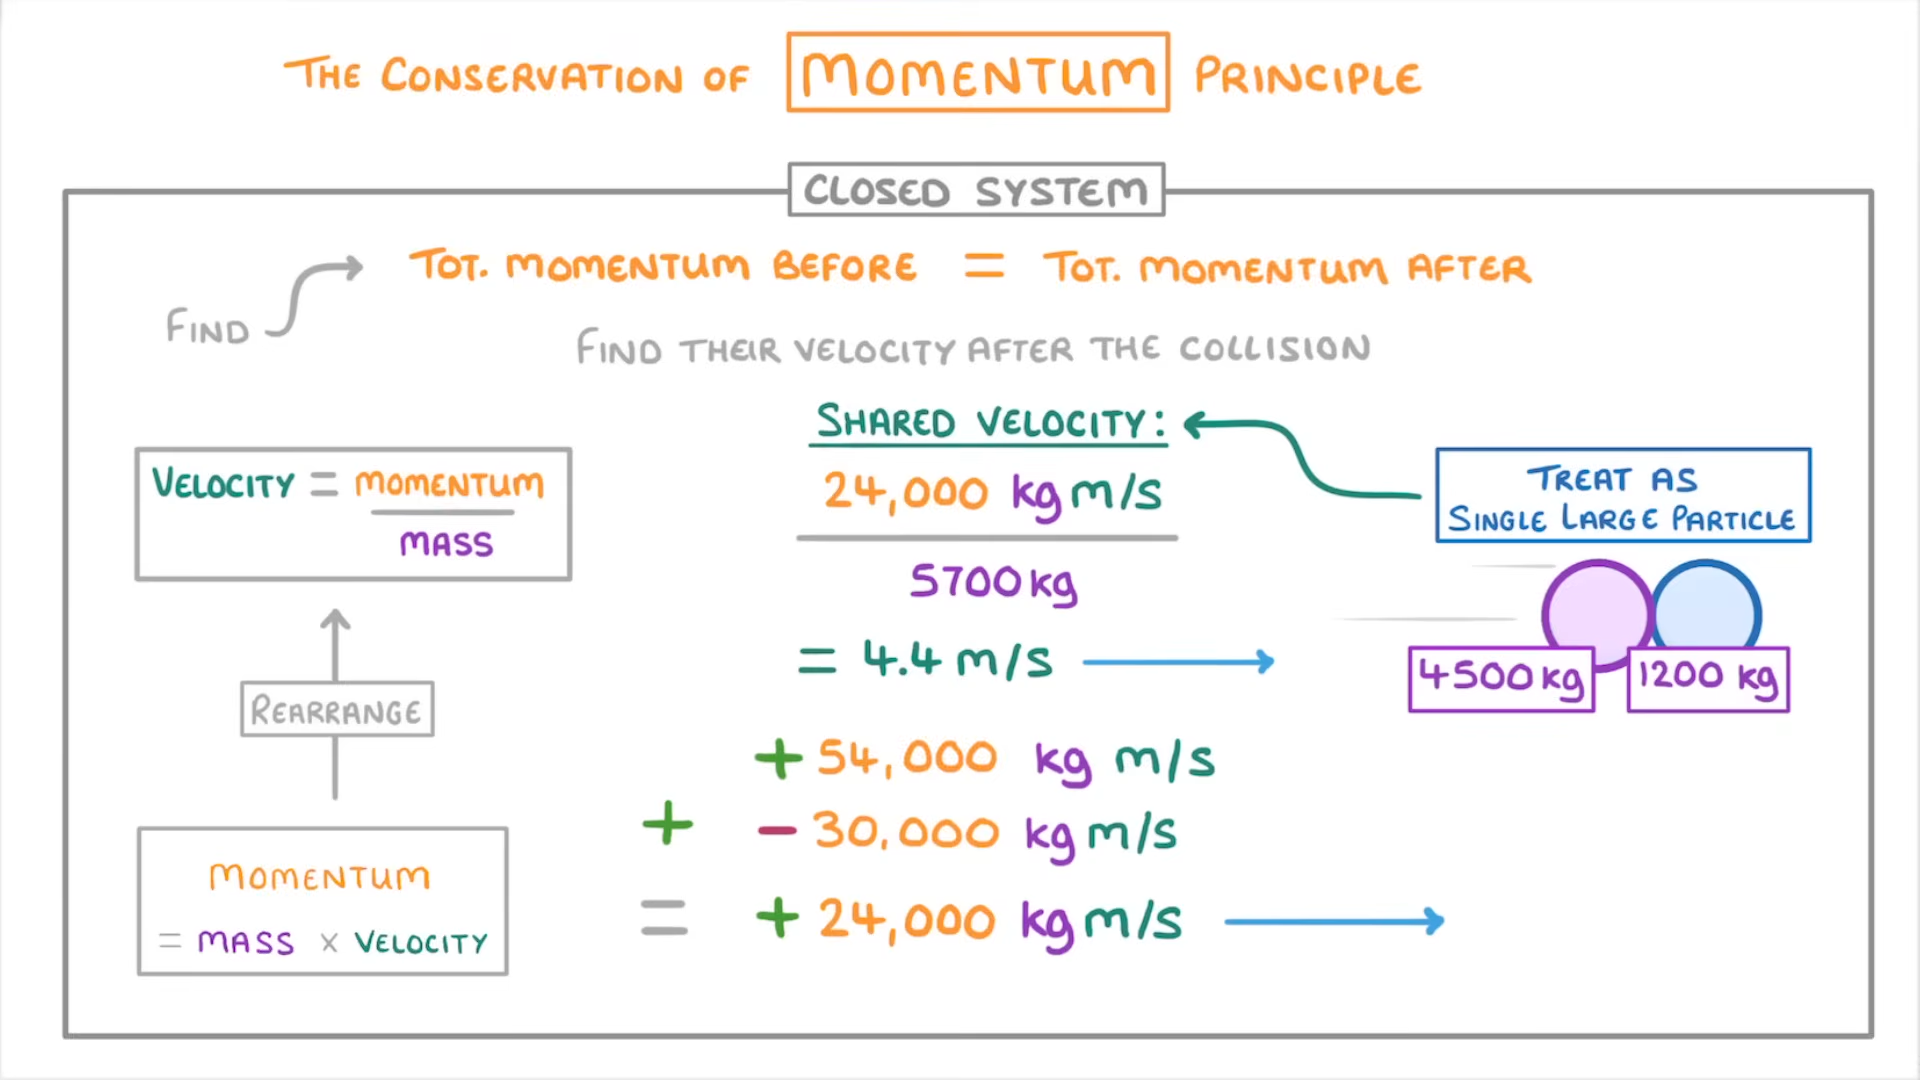 THE CONSERVATION OF MOMENTUM PRINCIPLE
CLOSED SYSTEM
TOT. MOMENTUM BEFORE = TOT. MOMENTUM AFTER
FIND
FIND THEIR VELOCITY AFTER THE COLLISION
SHARED VELOCITY:
24,000 kg m/s
5700 kg
= 4.4 m/s
VELOCITY = MOMENTUM
MASS
REARRANGE
MOMENTUM
= MASS x VELOCITY
TREAT AS
SINGLE LARGE PARTICLE
4500 kg
1200 kg
+ 54,000 kg m/s
+ - 30,000 kg m/s
= + 24,000 kg m/s